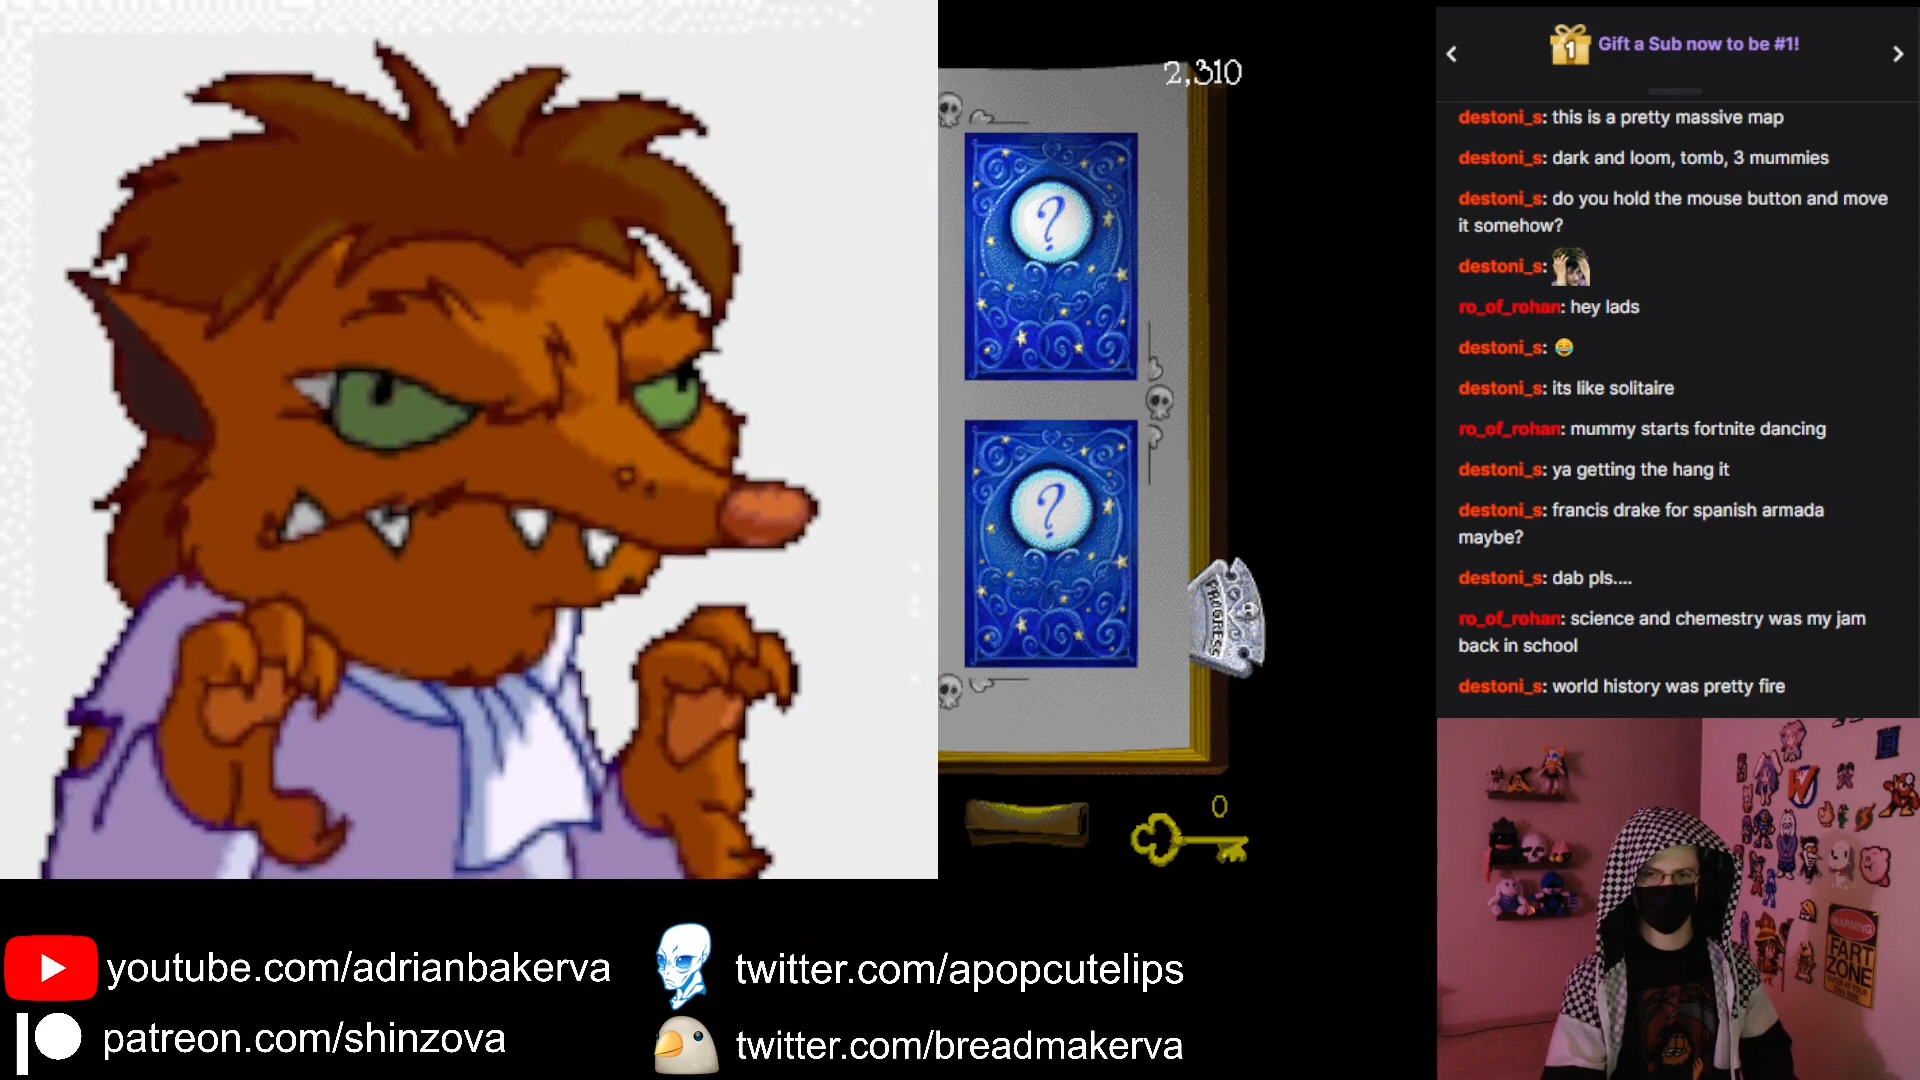 2,310
?
?
PROGRESS
0
1 Gift a Sub now to be #1!
destoni_s: this is a pretty massive map
destoni_s: dark and loom, tomb, 3 mummies
destoni_s: do you hold the mouse button and move
it somehow?
destoni_s:
ro_of_rohan: hey lads
destoni_s: 😂
destoni_s: its like solitaire
ro_of_rohan: mummy starts fortnite dancing
destoni_s: ya getting the hang it
destoni_s: francis drake for spanish armada
maybe?
destoni_s: dab pls....
ro_of_rohan: science and chemestry was my jam
back in school
destoni_s: world history was pretty fire
WARNING
FART
ZONE
youtube.com/adrianbakerva
twitter.com/apopcutelips
patreon.com/shinzova
twitter.com/breadmakerva